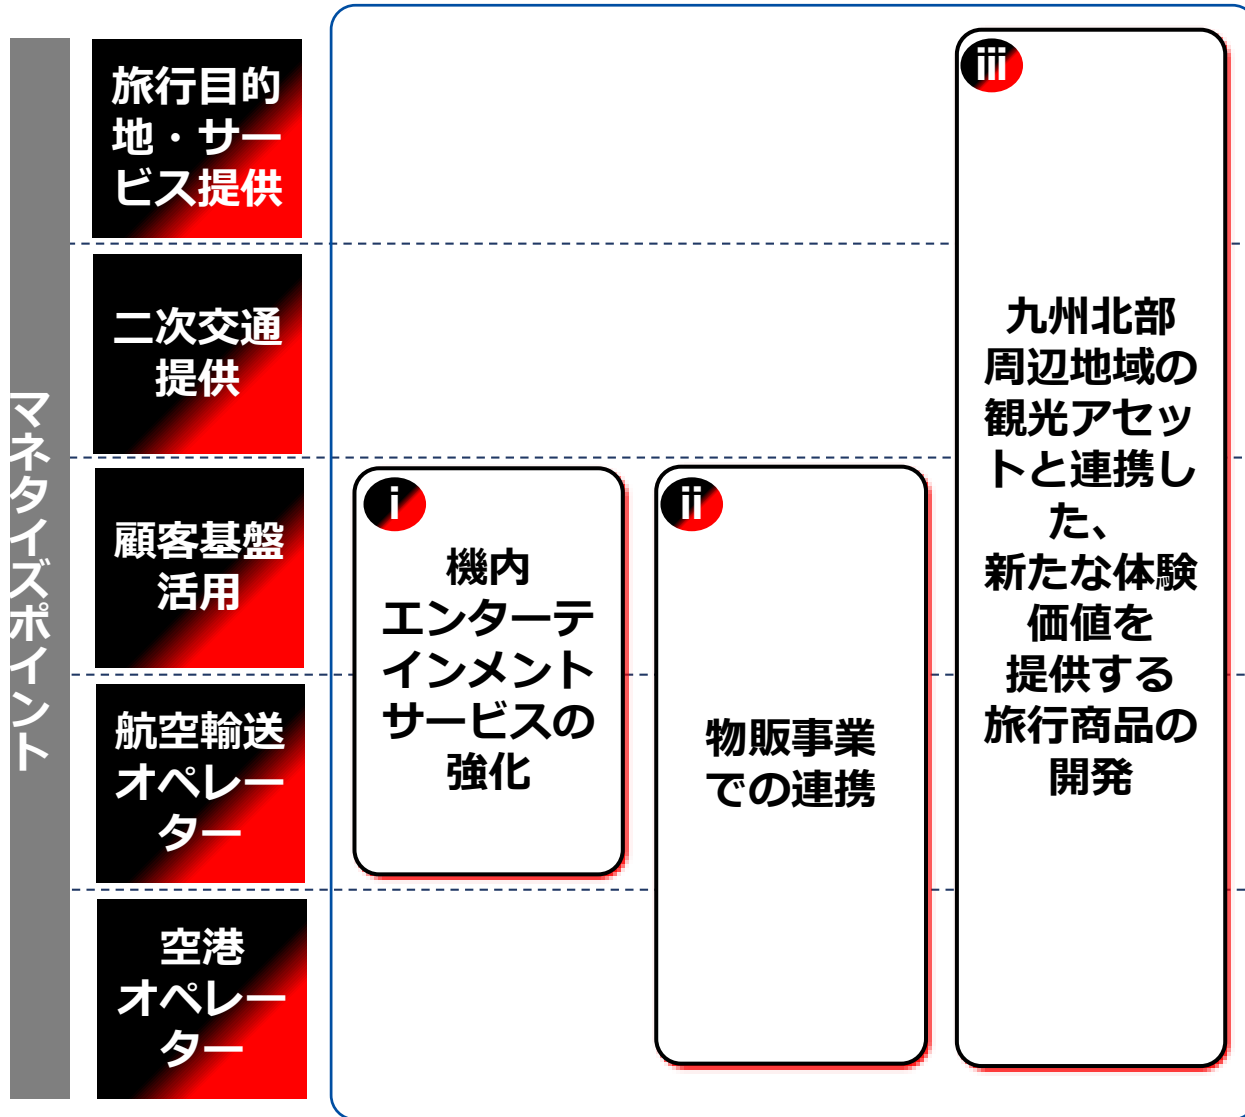 マネタイズポイント
旅行目的
地・サー
ビス提供
二次交通
提供
顧客基盤
活用
航空輸送
オペレー
ター
空港
オペレー
ター
i
機内
エンターテ
インメント
サービスの
強化
ii
物販事業
での連携
iii
九州北部
周辺地域の
観光アセッ
トと連携し
た、
新たな体験
価値を
提供する
旅行商品の
開発